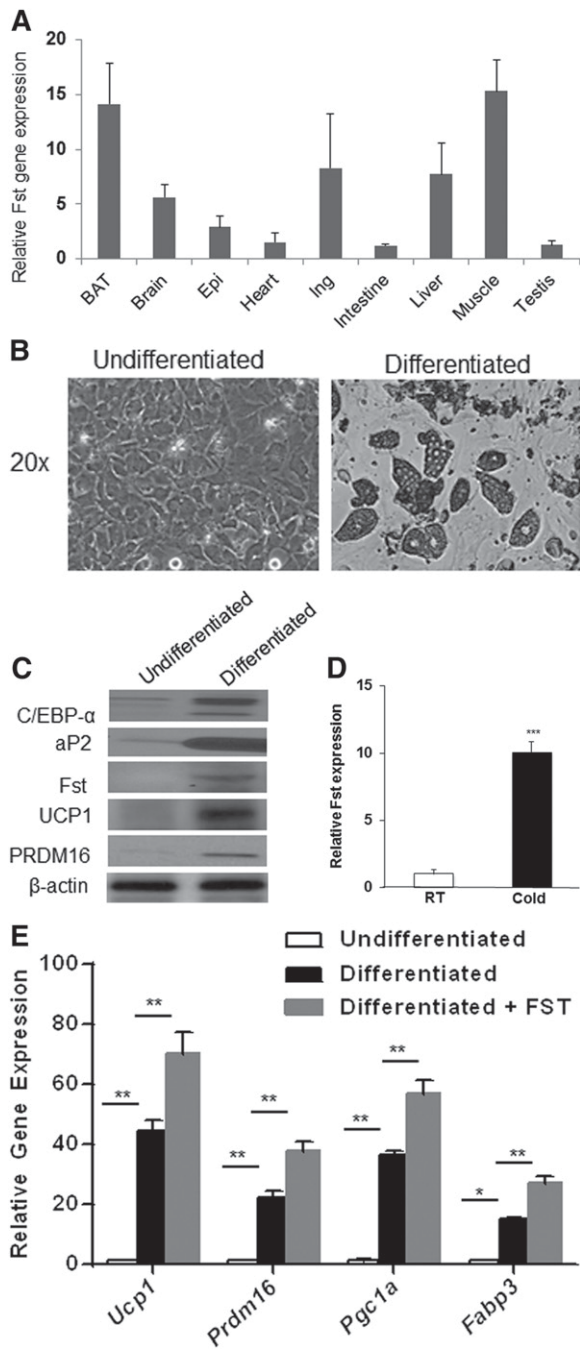 A
Relative Fst gene expression
20
15
10
5
0
BAT
Brain
Epi
Heart
Ing
Intestine
Liver
Muscle
Testis
B
Undifferentiated
Differentiated
20x
C
Undifferentiated
Differentiated
C/EBP-α
aP2
Fst
UCP1
PRDM16
β-actin
D
Relative Fst expression
15
10
5
0
***
RT
Cold
E
Undifferentiated
Differentiated
Differentiated + FST
Relative Gene Expression
100
80
60
40
20
0
**
**
**
**
**
**
*
**
Ucp1
Prdm16
Pgc1a
Fabp3